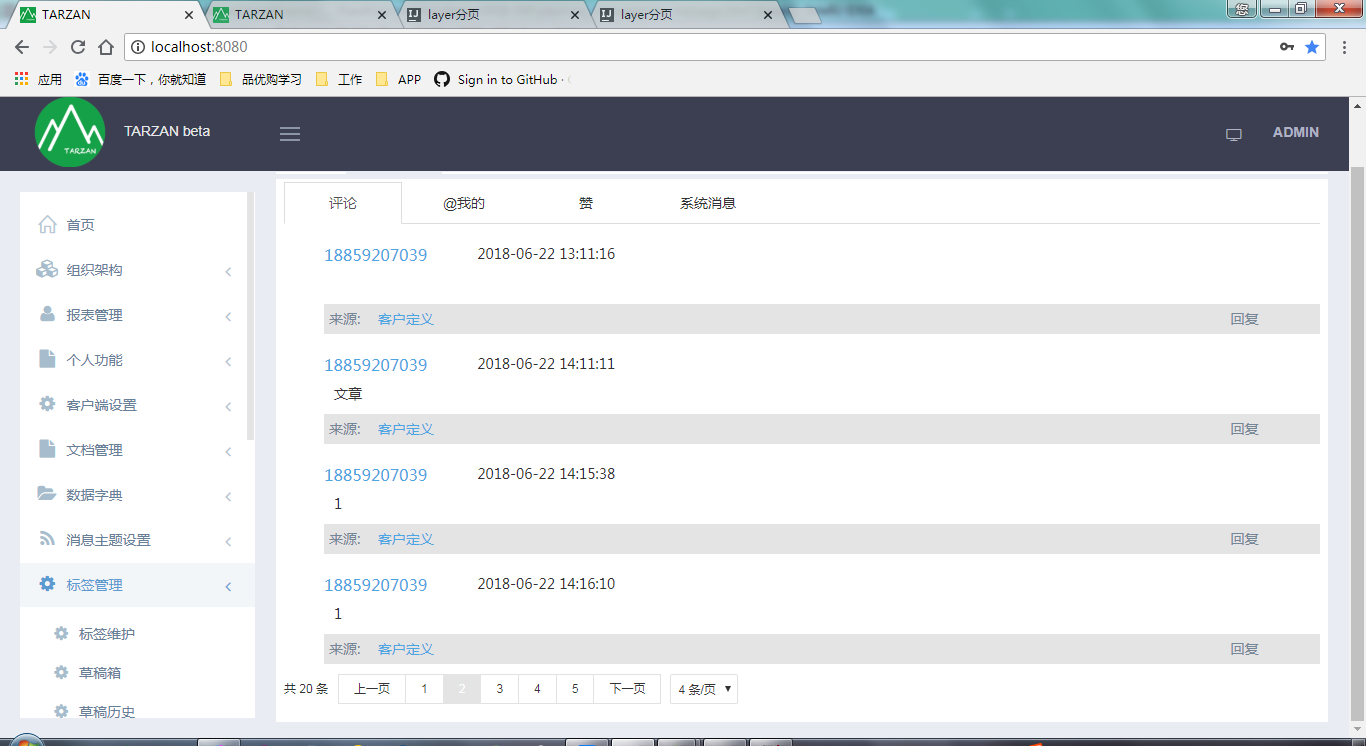 TARZAN TARZAN layer分页 layer分页 您
localhost:8080
应用 百度一下，你就知道 品优购学习 工作 APP Sign in to GitHub ·
TARZAN TARZAN beta ADMIN
评论 @我的 赞 系统消息
首页
组织架构
报表管理
个人功能
客户端设置
文档管理
数据字典
消息主题设置
标签管理
标签维护
草稿箱
草稿历史
18859207039 2018-06-22 13:11:16
来源: 客户定义 回复
18859207039 2018-06-22 14:11:11
文章
来源: 客户定义 回复
18859207039 2018-06-22 14:15:38
1
来源: 客户定义 回复
18859207039 2018-06-22 14:16:10
1
来源: 客户定义 回复
共 20 条 上一页 1 2 3 4 5 下一页 4 条/页